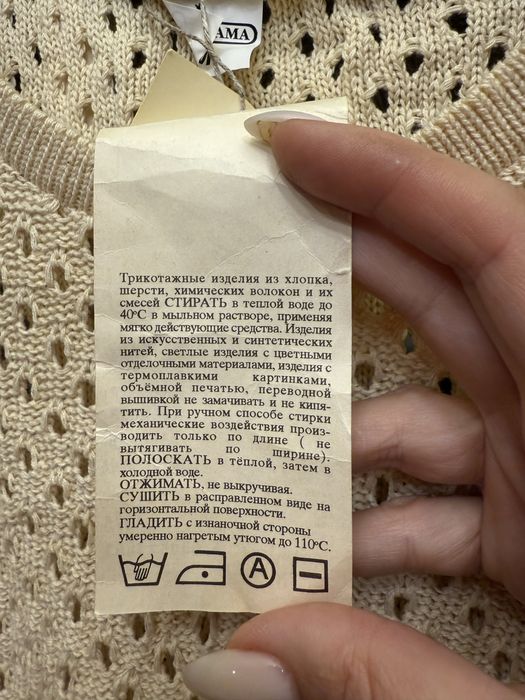 АМА
Трикотажные изделия из хлопка,
шерсти, химических волокон и их
смесей СТИРАТЬ в теплой воде до
40°С в мыльном растворе, применяя
мягко действующие средства. Изделия
из искусственных и синтетических
нитей, светлые изделия с цветными
отделочными материалами, изделия с
термоплавкими картинками,
объёмной печатью, переводной
вышивкой не замачивать и не кипя-
тить. При ручном способе стирки
механические воздействия произ-
водить только по длине ( не
вытягивать по ширине).
ПОЛОСКАТЬ в тёплой, затем в
холодной воде.
ОТЖИМАТЬ, не выкручивая.
СУШИТЬ в расправленном виде на
горизонтальной поверхности.
ГЛАДИТЬ с изнаночной стороны
умеренно нагретым утюгом до 110°С.
А